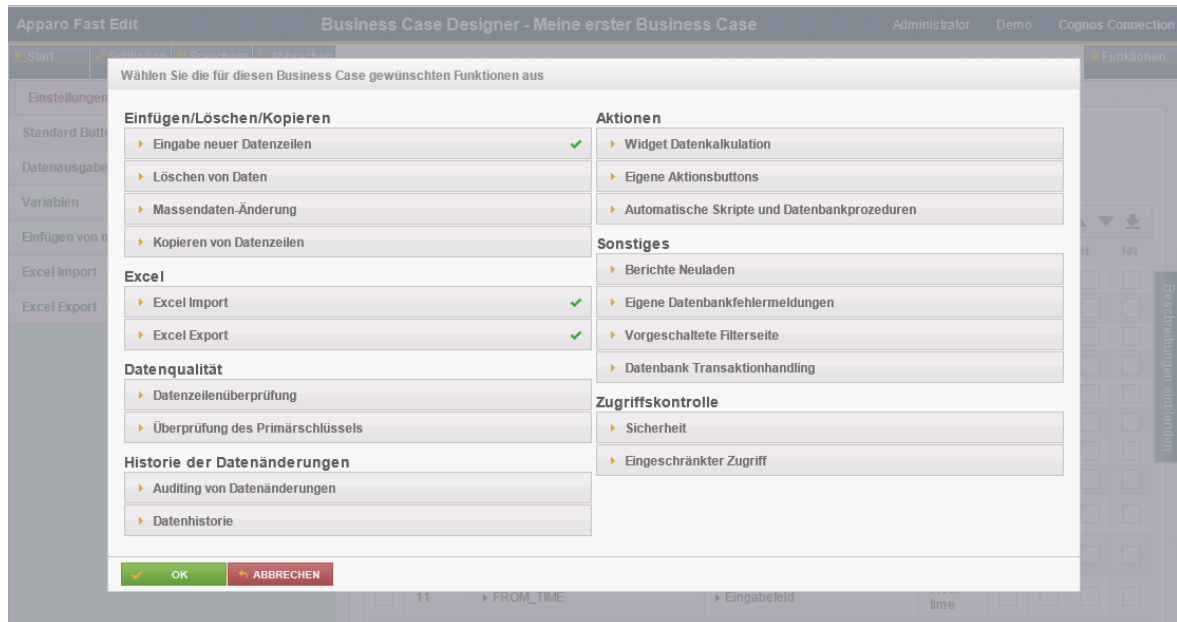 Apparo Fast Edit
Business Case Designer - Meine erster Business Case
Administrator Demo Cognos Connection
Start Schließen Speichern Abbrechen
Funktionen
Wählen Sie die für diesen Business Case gewünschten Funktionen aus
Einstellungen
Standard Butto
Datenausgabe
Variablen
Einfügen von n
Excel Import
Excel Export
Einfügen/Löschen/Kopieren
Eingabe neuer Datenzeilen
Löschen von Daten
Massendaten-Änderung
Kopieren von Datenzeilen
Excel
Excel Import
Excel Export
Datenqualität
Datenzeilenüberprüfung
Überprüfung des Primärschlüssels
Historie der Datenänderungen
Auditing von Datenänderungen
Datenhistorie
Aktionen
Widget Datenkalkulation
Eigene Aktionsbuttons
Automatische Skripte und Datenbankprozeduren
Sonstiges
Berichte Neuladen
Eigene Datenbankfehlermeldungen
Vorgeschaltete Filterseite
Datenbank Transaktionhandling
Zugriffskontrolle
Sicherheit
Eingeschränkter Zugriff
H NN
Beschreibungen einblenden
OK ABBRECHEN
11 FROM_TIME Eingabefeld
time